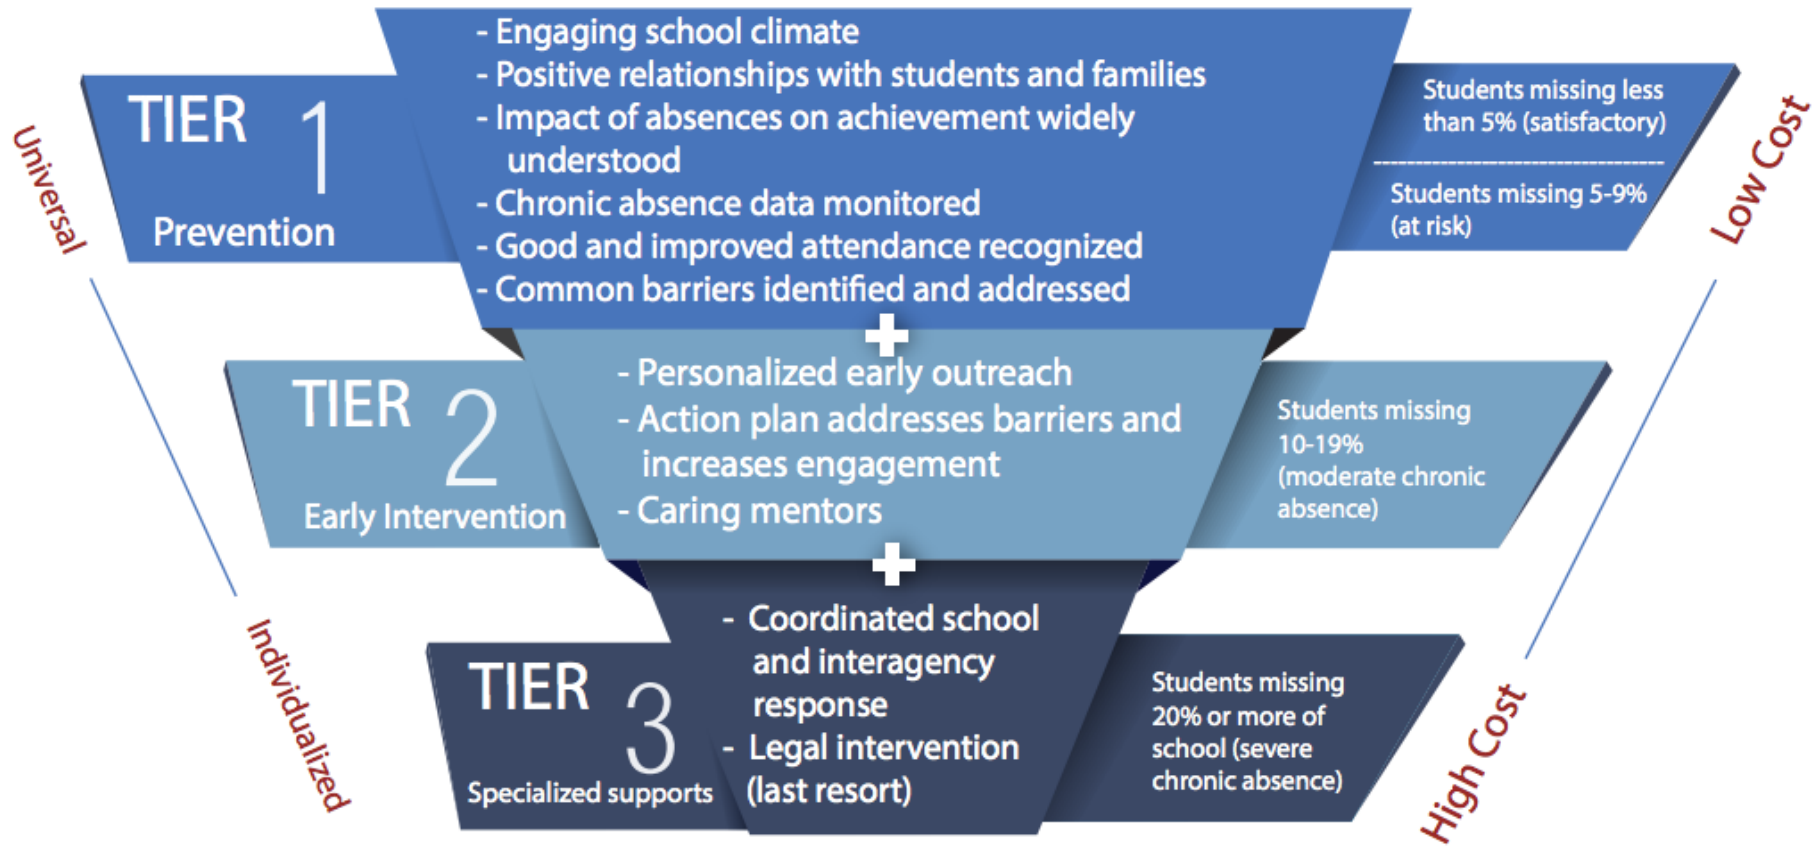 Universal
Individualized
TIER 1
Prevention
- Engaging school climate
- Positive relationships with students and families
- Impact of absences on achievement widely
understood
- Chronic absence data monitored
- Good and improved attendance recognized
- Common barriers identified and addressed
Students missing less
than 5% (satisfactory)
Students missing 5-9%
(at risk)
TIER 2
Early Intervention
- Personalized early outreach
- Action plan addresses barriers and
increases engagement
- Caring mentors
Students missing
10-19%
(moderate chronic
absence)
TIER 3
Specialized supports
- Coordinated school
and interagency
response
- Legal intervention
(last resort)
Students missing
20% or more of
school (severe
chronic absence)
Low Cost
High Cost